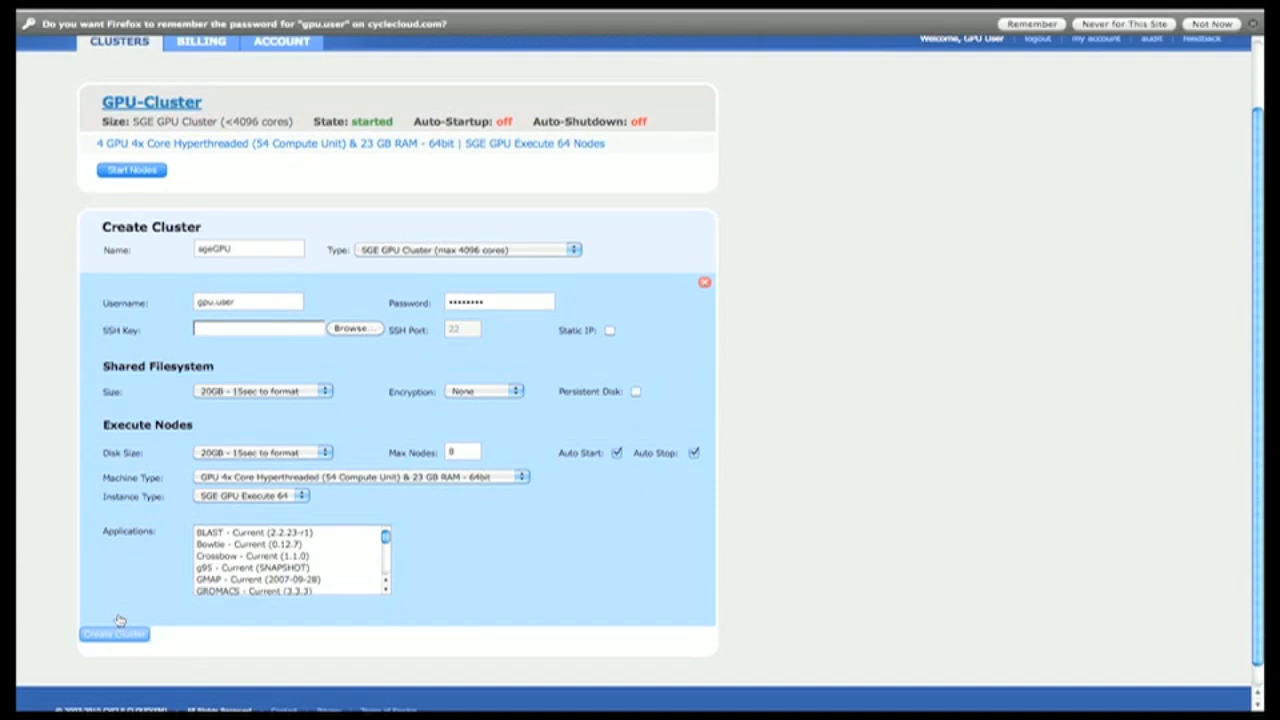 Do you want Firefox to remember the password for "gpu.user" on cyclecloud.com? Remember Never for This Site Not Now
CLUSTERS BILLING ACCOUNT Welcome, GPU User logout my account audit feedback
GPU-Cluster
Size: SGE GPU Cluster (<4096 cores) State: started Auto-Startup: off Auto-Shutdown: off
4 GPU 4x Core Hyperthreaded (54 Compute Unit) & 23 GB RAM - 64bit | SGE GPU Execute 64 Nodes
Start Nodes
Create Cluster
Name: sgeGPU Type: SGE GPU Cluster (max 4096 cores)
Username: gpu.user Password: ••••••••
SSH Key: Browse... SSH Port: 22 Static IP:
Shared Filesystem
Size: 20GB - 15sec to format Encryption: None Persistent Disk:
Execute Nodes
Disk Size: 20GB - 15sec to format Max Nodes: 8 Auto Start: Auto Stop:
Machine Type: GPU 4x Core Hyperthreaded (54 Compute Unit) & 23 GB RAM - 64bit
Instance Type: SGE GPU Execute 64
Applications: BLAST - Current (2.2.23-r1)
Bowtie - Current (0.12.7)
Crossbow - Current (1.1.0)
g95 - Current (SNAPSHOT)
GMAP - Current (2007-09-28)
GROMACS - Current (3.3.3)
Create Cluster
All Rights Reserved Contact Privacy Terms of Service